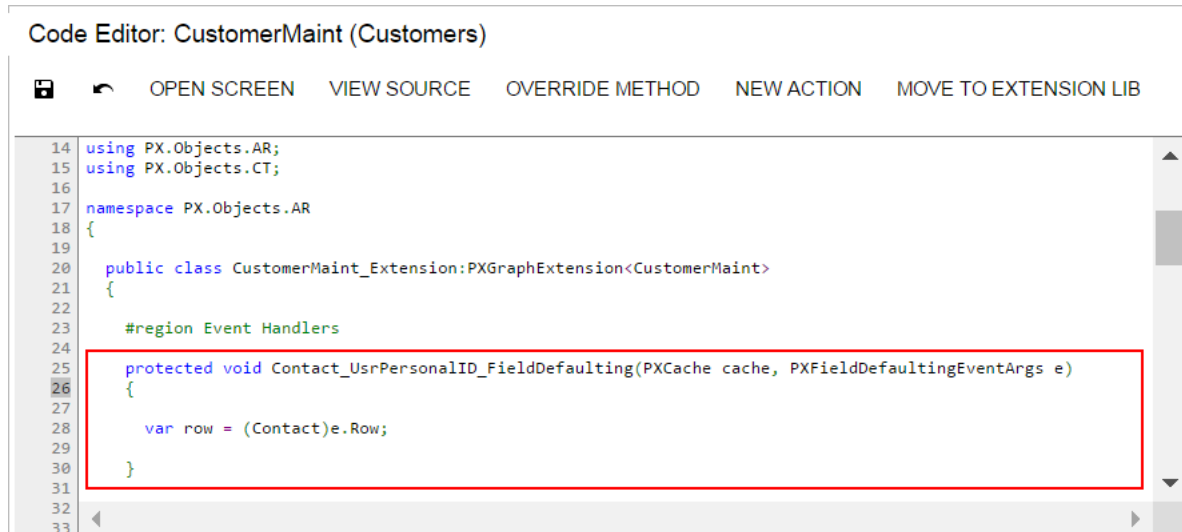 Code Editor: CustomerMaint (Customers)
OPEN SCREEN VIEW SOURCE OVERRIDE METHOD NEW ACTION MOVE TO EXTENSION LIB
14 using PX.Objects.AR;
15 using PX.Objects.CT;
16
17 namespace PX.Objects.AR
18 {
19
20 public class CustomerMaint_Extension:PXGraphExtension<CustomerMaint>
21 {
22
23 #region Event Handlers
24
25 protected void Contact_UsrPersonalID_FieldDefaulting(PXCache cache, PXFieldDefaultingEventArgs e)
26 {
27
28 var row = (Contact)e.Row;
29
30 }
31
32
33